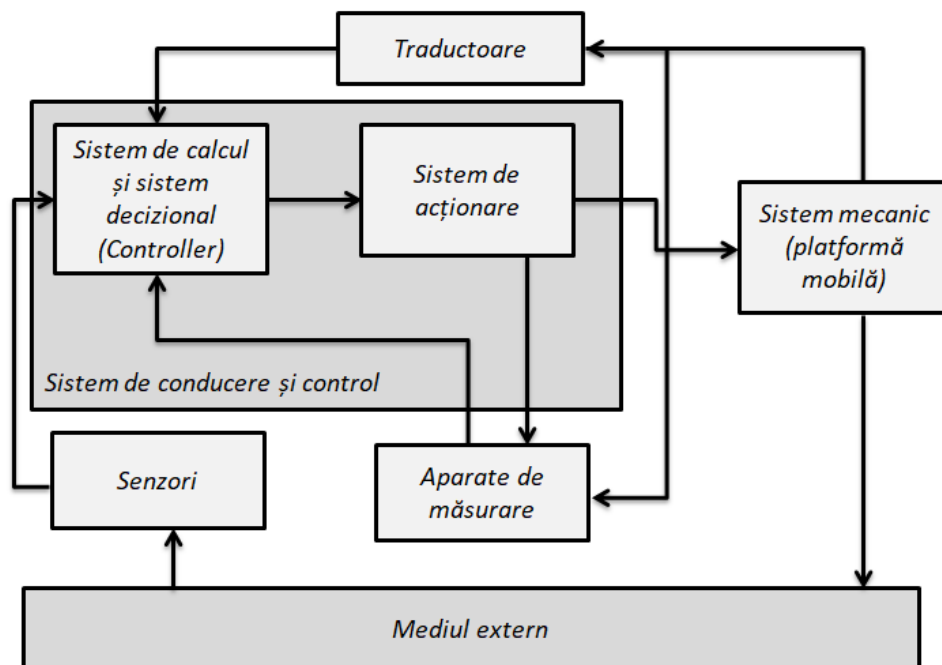 Traductoare
Sistem de calcul
și sistem
decizional
(Controller)
Sistem de
acționare
Sistem mecanic
(platformă
mobilă)
Sistem de conducere și control
Senzori
Aparate de
măsurare
Mediul extern